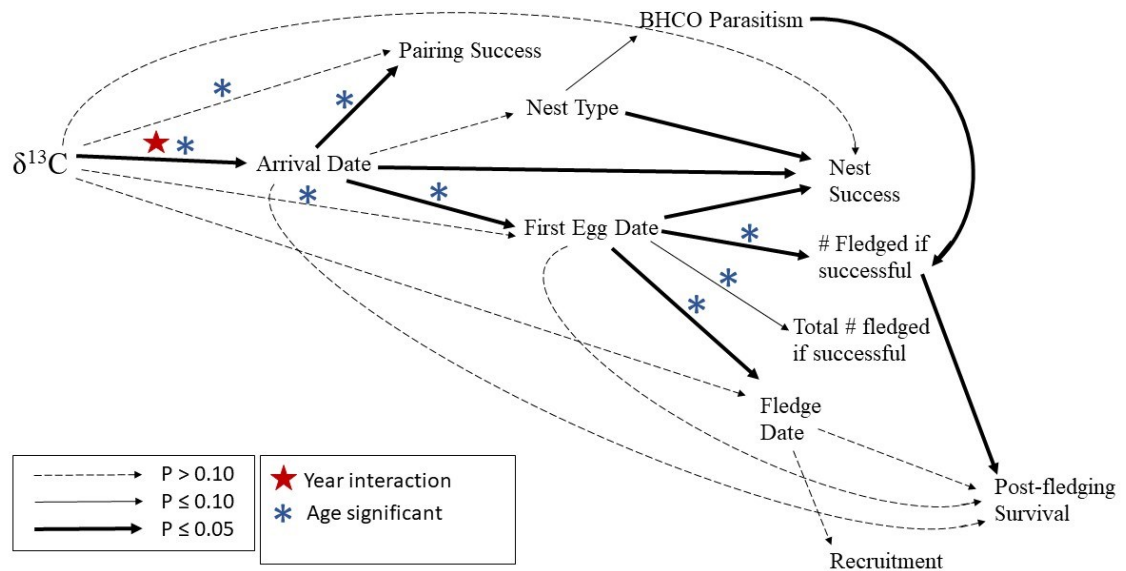 BHCO Parasitism
Pairing Success
Nest Type
δ¹³C
Arrival Date
Nest
Success
First Egg Date
# Fledged if
successful
Total # fledged
if successful
Fledge
Date
Post-fledging
Survival
Recruitment
P > 0.10
P ≤ 0.10
P ≤ 0.05
Year interaction
Age significant